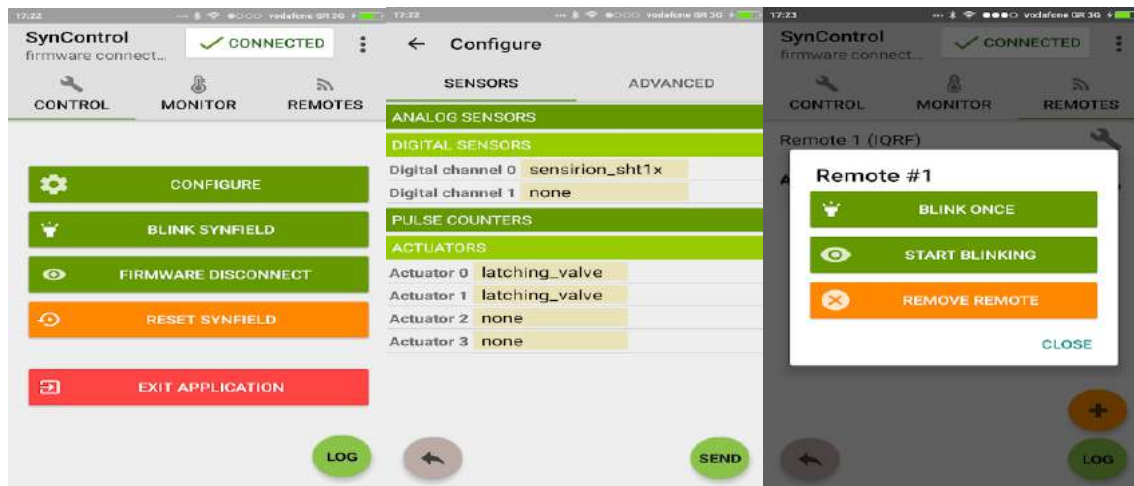 17:22
vodafone GR 3G
SynControl
firmware connect...
CONNECTED
CONTROL
MONITOR
REMOTES
CONFIGURE
BLINK SYNFIELD
FIRMWARE DISCONNECT
RESET SYNFIELD
EXIT APPLICATION
LOG
17:22
vodafone GR 3G
Configure
SENSORS
ADVANCED
ANALOG SENSORS
DIGITAL SENSORS
Digital channel 0 sensirion_sht1x
Digital channel 1 none
PULSE COUNTERS
ACTUATORS
Actuator 0 latching_valve
Actuator 1 latching_valve
Actuator 2 none
Actuator 3 none
SEND
17:23
vodafone GR 3G
SynControl
firmware connect...
CONNECTED
CONTROL
MONITOR
REMOTES
Remote 1 (IQRF)
Remote #1
BLINK ONCE
START BLINKING
REMOVE REMOTE
CLOSE
LOG